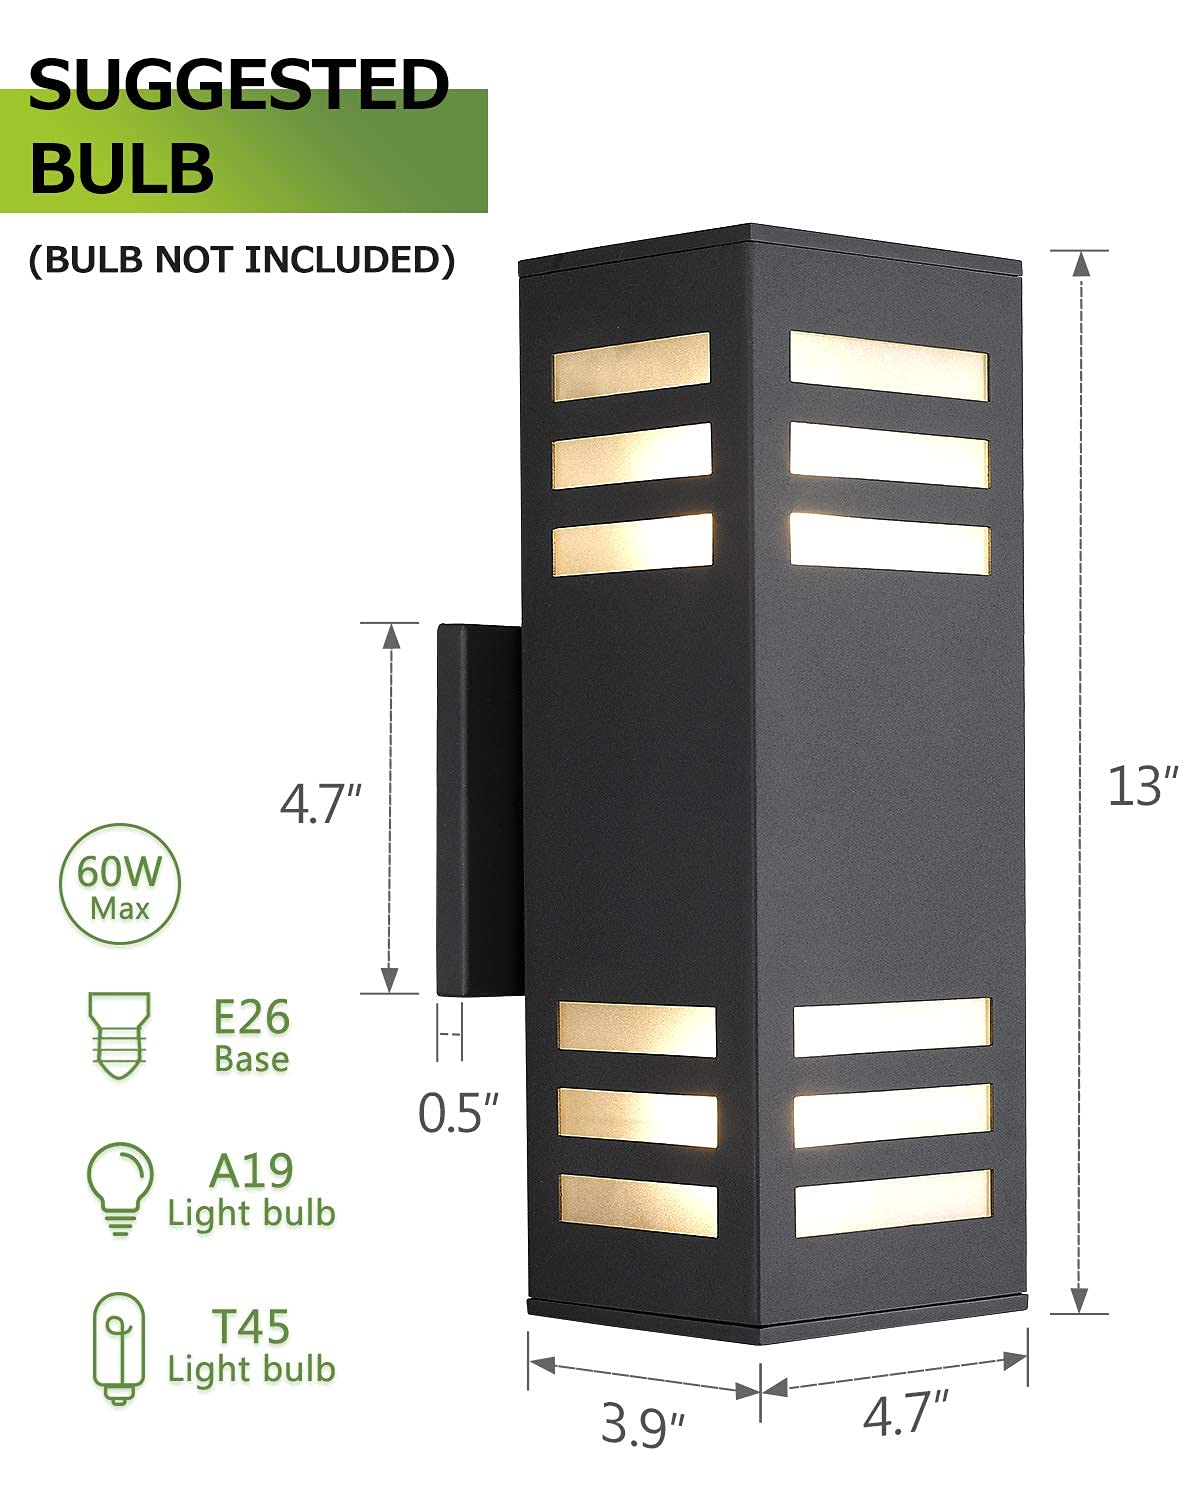 SUGGESTED
BULB
(BULB NOT INCLUDED)
13"
4.7"
60W
Max
E26
Base
0.5"
A19
Light bulb
T45
Light bulb
3.9"
4.7"